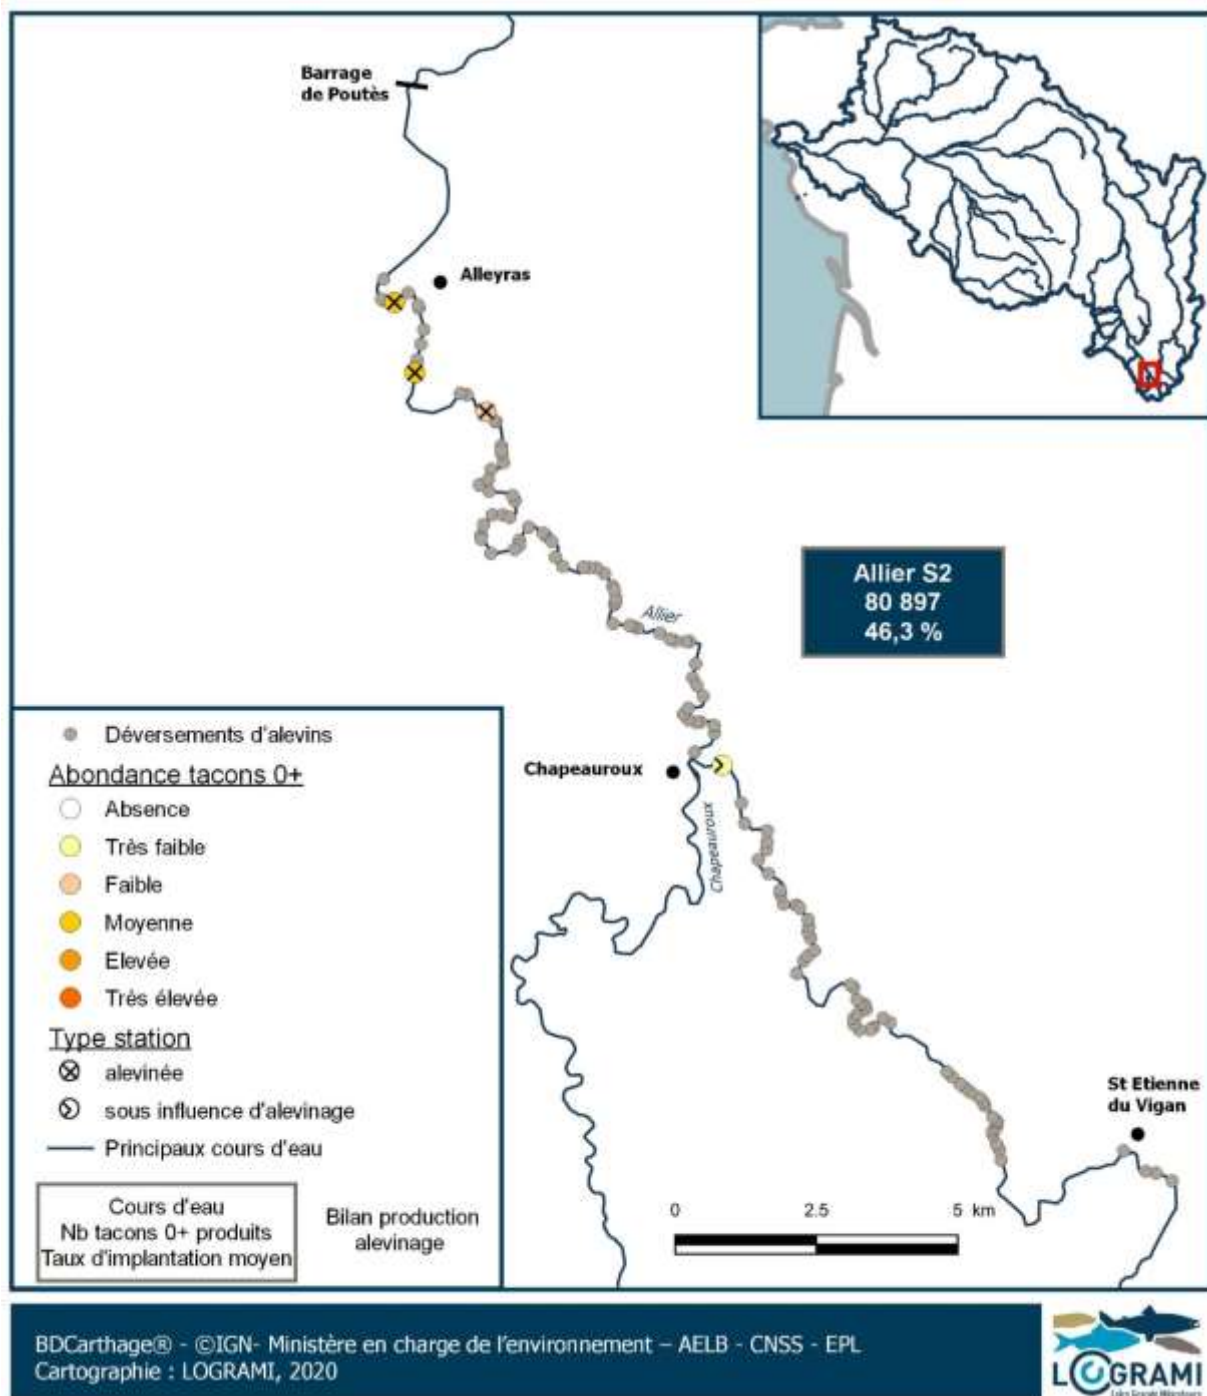 Barrage
de Poutès
Alleyras
Allier S2
80 897
46,3 %
Allier
Chapeauroux
Chapeauroux
St Etienne
du Vigan
0 2.5 5 km
Déversements d'alevins
Abondance tacons 0+
Absence
Très faible
Faible
Moyenne
Elevée
Très élevée
Type station
alevinée
sous influence d'alevinage
Principaux cours d'eau
Cours d'eau
Nb tacons 0+ produits
Taux d'implantation moyen
Bilan production
alevinage
BDCarthage® - ©IGN- Ministère en charge de l'environnement – AELB - CNSS - EPL
Cartographie : LOGRAMI, 2020
LOGRAMI
Loire Grands Migrateurs